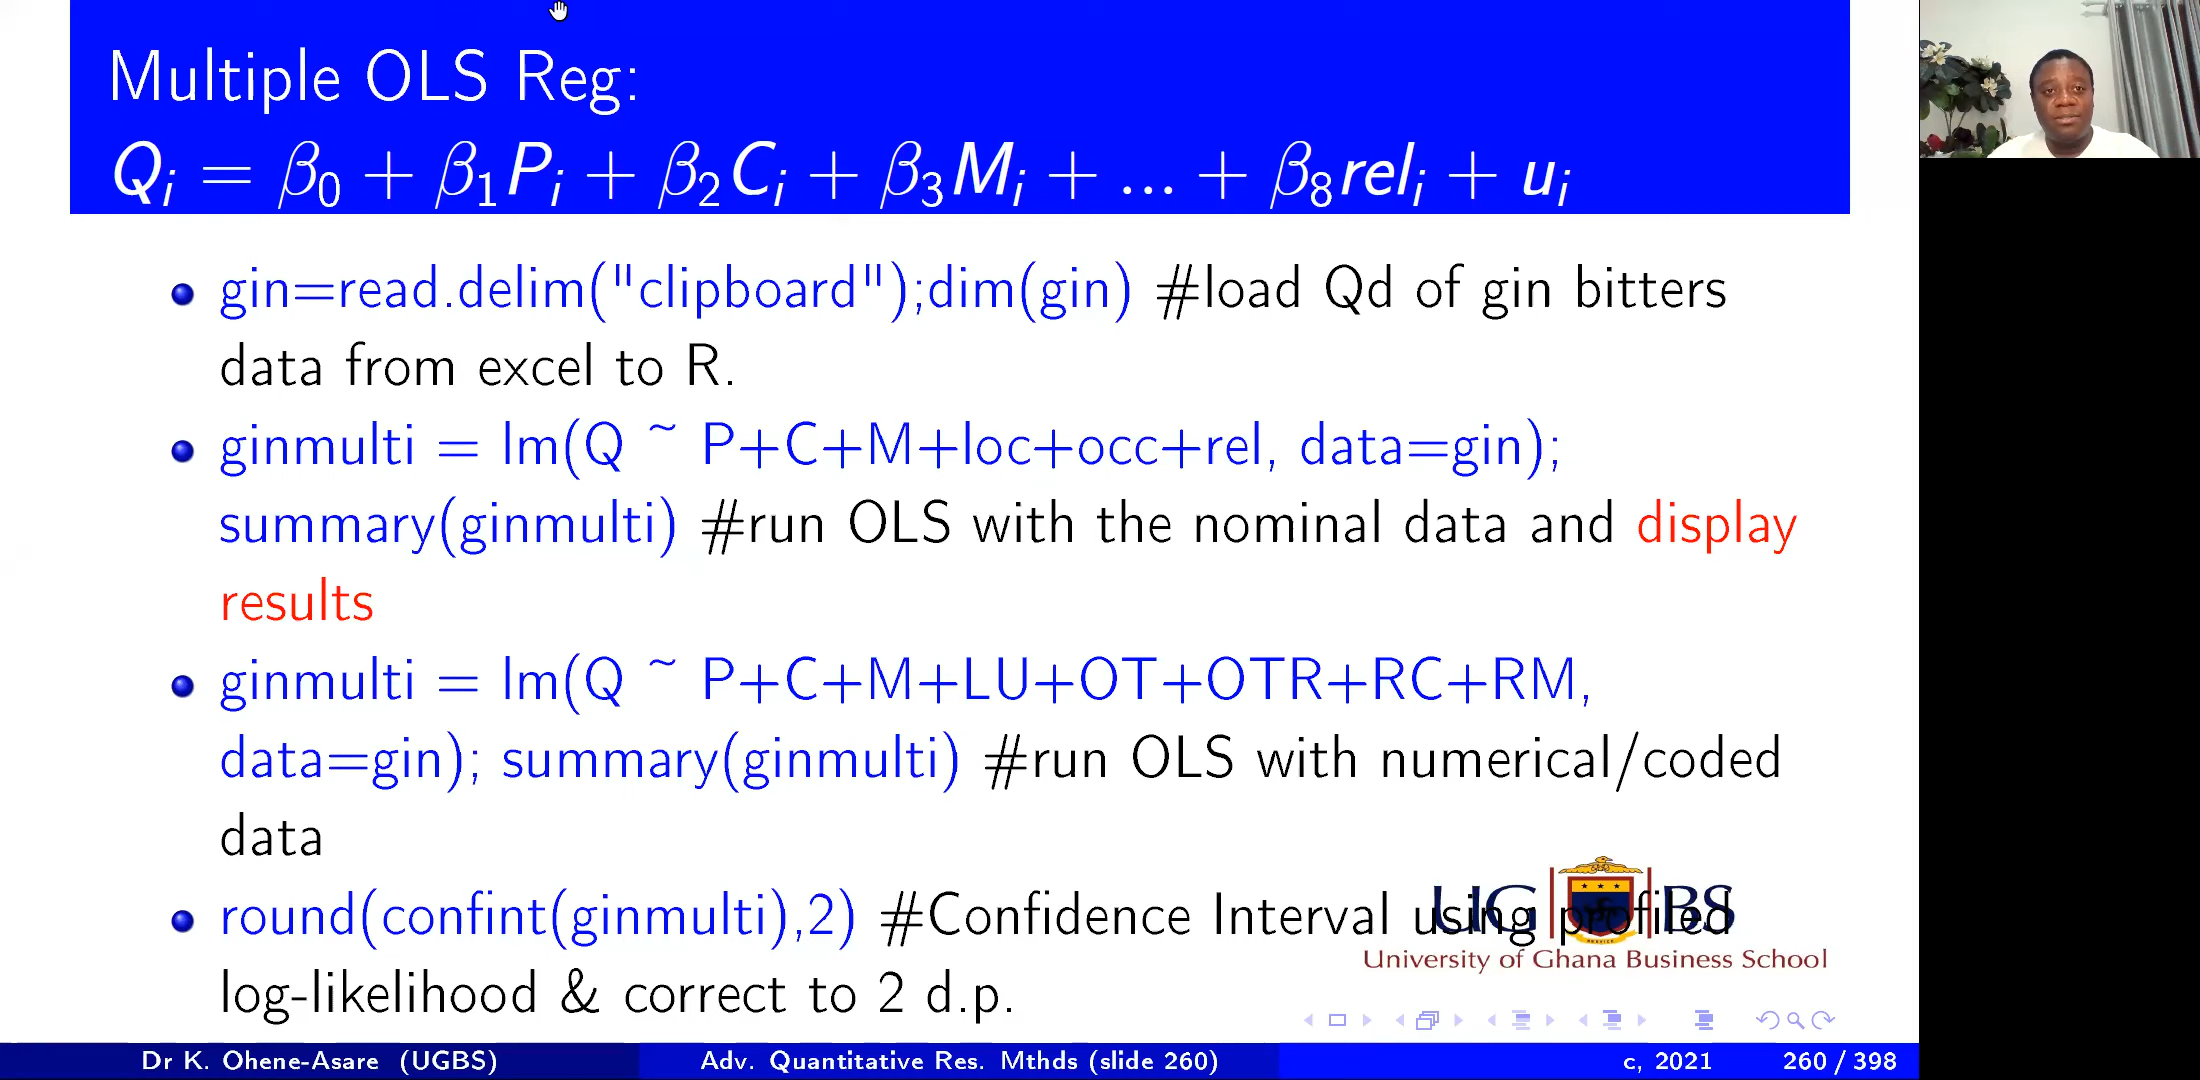 Multiple OLS Reg:
Qᵢ = β₀ + β₁Pᵢ + β₂Cᵢ + β₃Mᵢ + ... + β₈relᵢ + uᵢ
gin=read.delim("clipboard");dim(gin) #load Qd of gin bitters
data from excel to R.
ginmulti = lm(Q ~ P+C+M+loc+occ+rel, data=gin);
summary(ginmulti) #run OLS with the nominal data and display
results
ginmulti = lm(Q ~ P+C+M+LU+OT+OTR+RC+RM,
data=gin); summary(ginmulti) #run OLS with numerical/coded
data
round(confint(ginmulti),2) #Confidence Interval using profiled
log-likelihood & correct to 2 d.p.
UG BS
University of Ghana Business School
Dr K. Ohene-Asare (UGBS) Adv. Quantitative Res. Mthds (slide 260) c, 2021 260 / 398